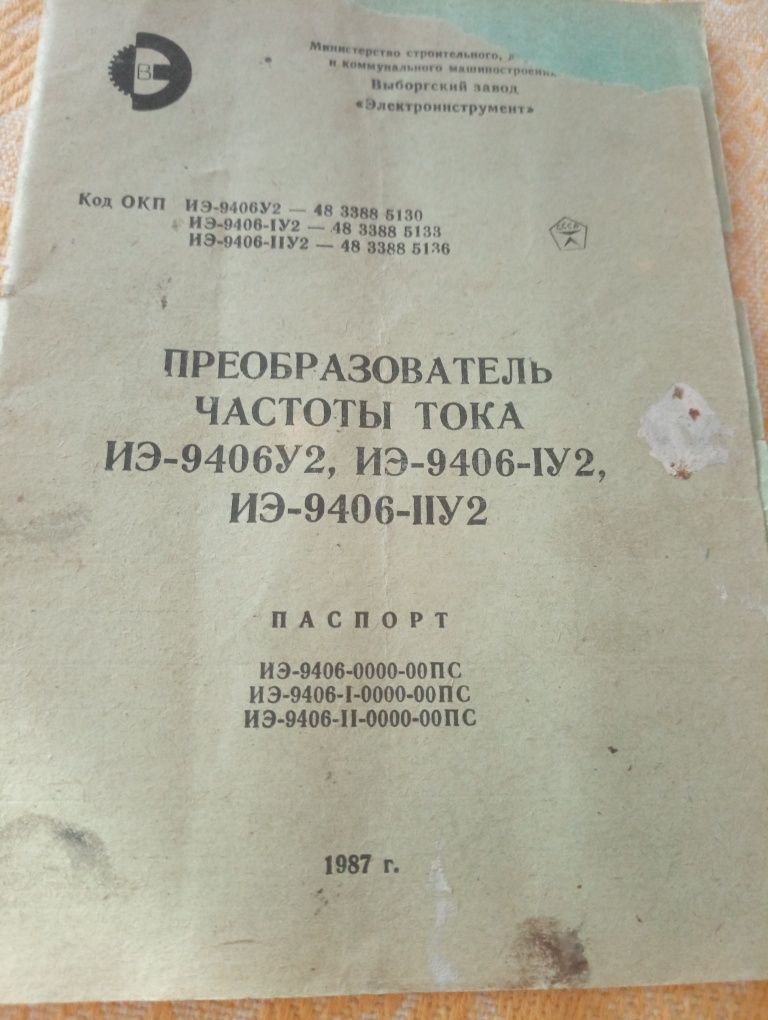 В
Министерство строительного,
и коммунального машиностроения
Выборгский завод
«Электроинструмент»
Код ОКП ИЭ-9406У2 — 48 3388 5130
ИЭ-9406-IУ2 — 48 3388 5133
ИЭ-9406-IIУ2 — 48 3388 5136
СССР
ПРЕОБРАЗОВАТЕЛЬ
ЧАСТОТЫ ТОКА
ИЭ-9406У2, ИЭ-9406-IУ2,
ИЭ-9406-IIУ2
ПАСПОРТ
ИЭ-9406-0000-00ПС
ИЭ-9406-I-0000-00ПС
ИЭ-9406-II-0000-00ПС
1987 г.